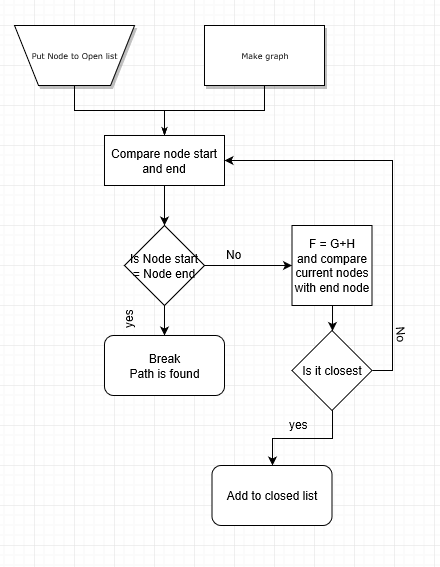 Put Node to Open list
Make graph
Compare node start
and end
Is Node start
= Node end
No
F = G+H
and compare
current nodes
with end node
yes
No
Break
Path is found
Is it closest
yes
Add to closed list